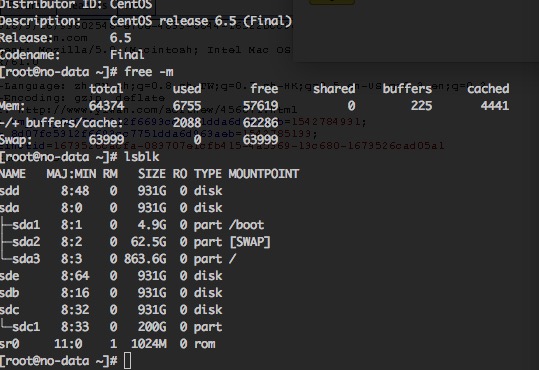 Distributor ID: CentOS
Description:    CentOS release 6.5 (Final)
Release:        6.5
Codename:       Final
[root@no-data ~]# free -m
             total       used       free     shared    buffers     cached
Mem:         64374       6755      57619          0        225       4441
-/+ buffers/cache:       2088      62286
Swap:        63999          0      63999
[root@no-data ~]# lsblk
NAME   MAJ:MIN RM   SIZE RO TYPE MOUNTPOINT
sdd      8:48   0   931G  0 disk
sda      8:0    0   931G  0 disk
├─sda1   8:1    0   4.9G  0 part /boot
├─sda2   8:2    0  62.5G  0 part [SWAP]
└─sda3   8:3    0 863.6G  0 part /
sde      8:64   0   931G  0 disk
sdb      8:16   0   931G  0 disk
sdc      8:32   0   931G  0 disk
└─sdc1   8:33   0   200G  0 part
sr0     11:0    1  1024M  0 rom
[root@no-data ~]#